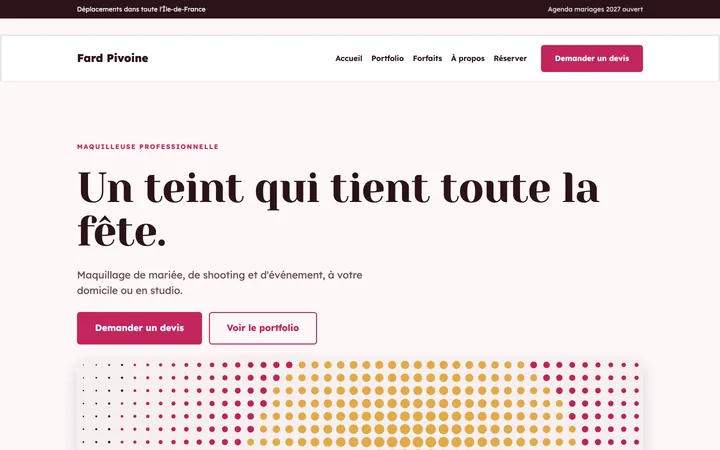 Déplacements dans toute l'Île-de-France
Agenda mariages 2027 ouvert
Fard Pivoine
Accueil
Portfolio
Forfaits
À propos
Réserver
Demander un devis
MAQUILLEUSE PROFESSIONNELLE
Un teint qui tient toute la
fête.
Maquillage de mariée, de shooting et d'événement, à votre
domicile ou en studio.
Demander un devis
Voir le portfolio